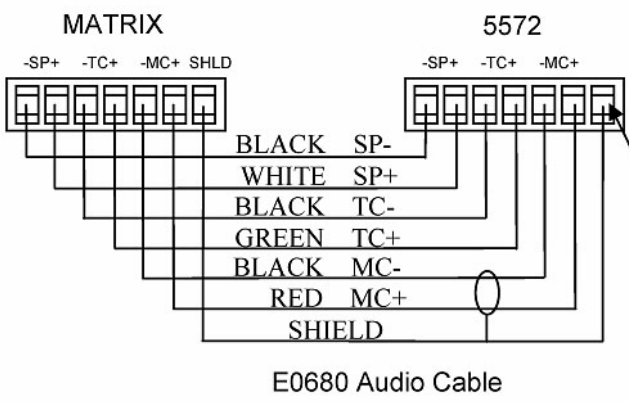 MATRIX 5572
-SP+ -TC+ -MC+ SHLD -SP+ -TC+ -MC+
BLACK SP-
WHITE SP+
BLACK TC-
GREEN TC+
BLACK MC-
RED MC+
SHIELD
E0680 Audio Cable